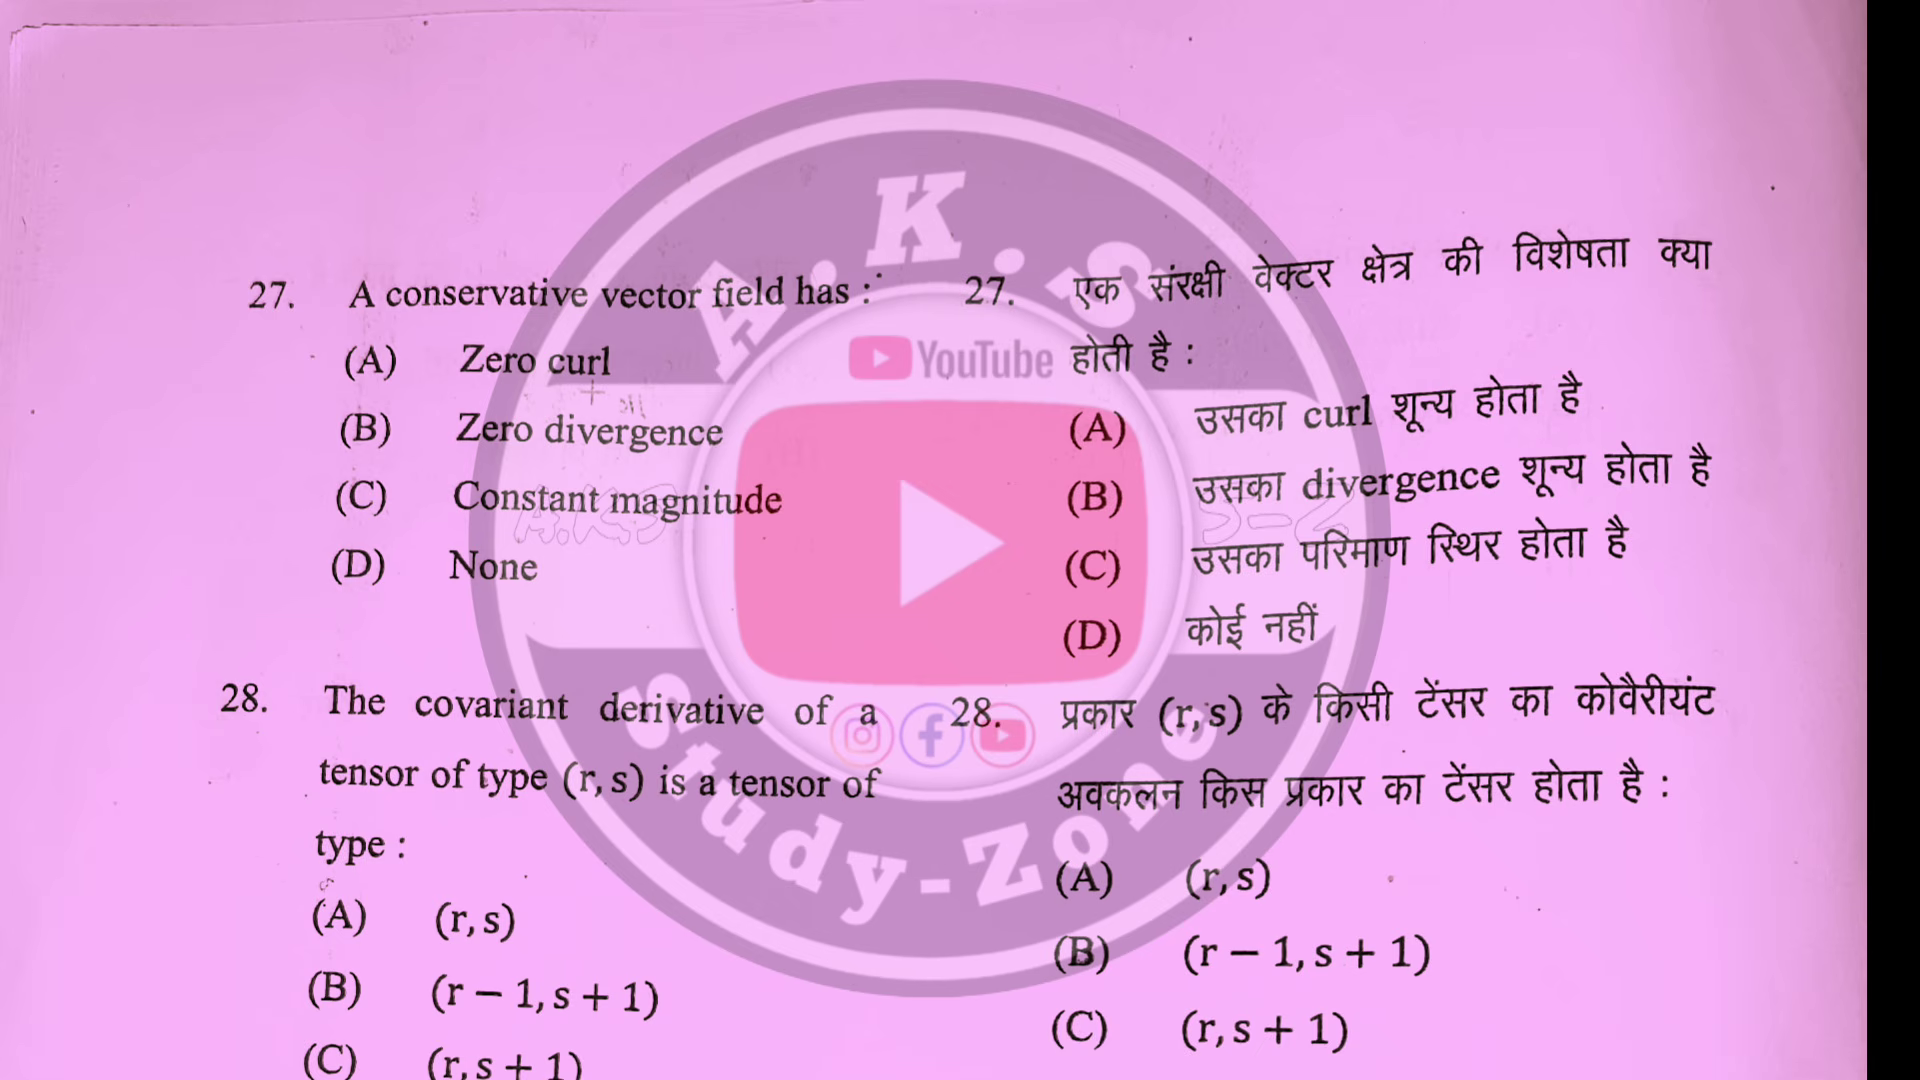 27. A conservative vector field has :
(A) Zero curl
(B) Zero divergence
(C) Constant magnitude
(D) None
28. The covariant derivative of a
tensor of type (r, s) is a tensor of
type :
(A) (r, s)
(B) (r − 1, s + 1)
(C) (r, s + 1)
27. एक संरक्षी वेक्टर क्षेत्र की विशेषता क्या
होती है :
(A) उसका curl शून्य होता है
(B) उसका divergence शून्य होता है
(C) उसका परिमाण स्थिर होता है
(D) कोई नहीं
28. प्रकार (r, s) के किसी टेंसर का कोवैरीयंट
अवकलन किस प्रकार का टेंसर होता है :
(A) (r, s)
(B) (r − 1, s + 1)
(C) (r, s + 1)
A.K.S
YouTube
Study-Zone